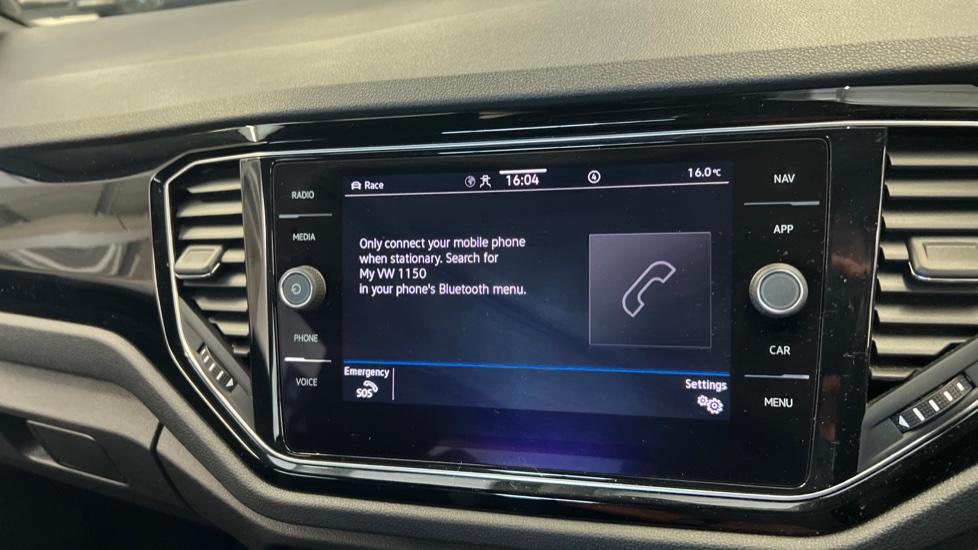 RADIO
MEDIA
PHONE
VOICE
Race
16:04
4
16.0 °C
Only connect your mobile phone
when stationary. Search for
My VW 1150
in your phone's Bluetooth menu.
Emergency
SOS
Settings
NAV
APP
CAR
MENU